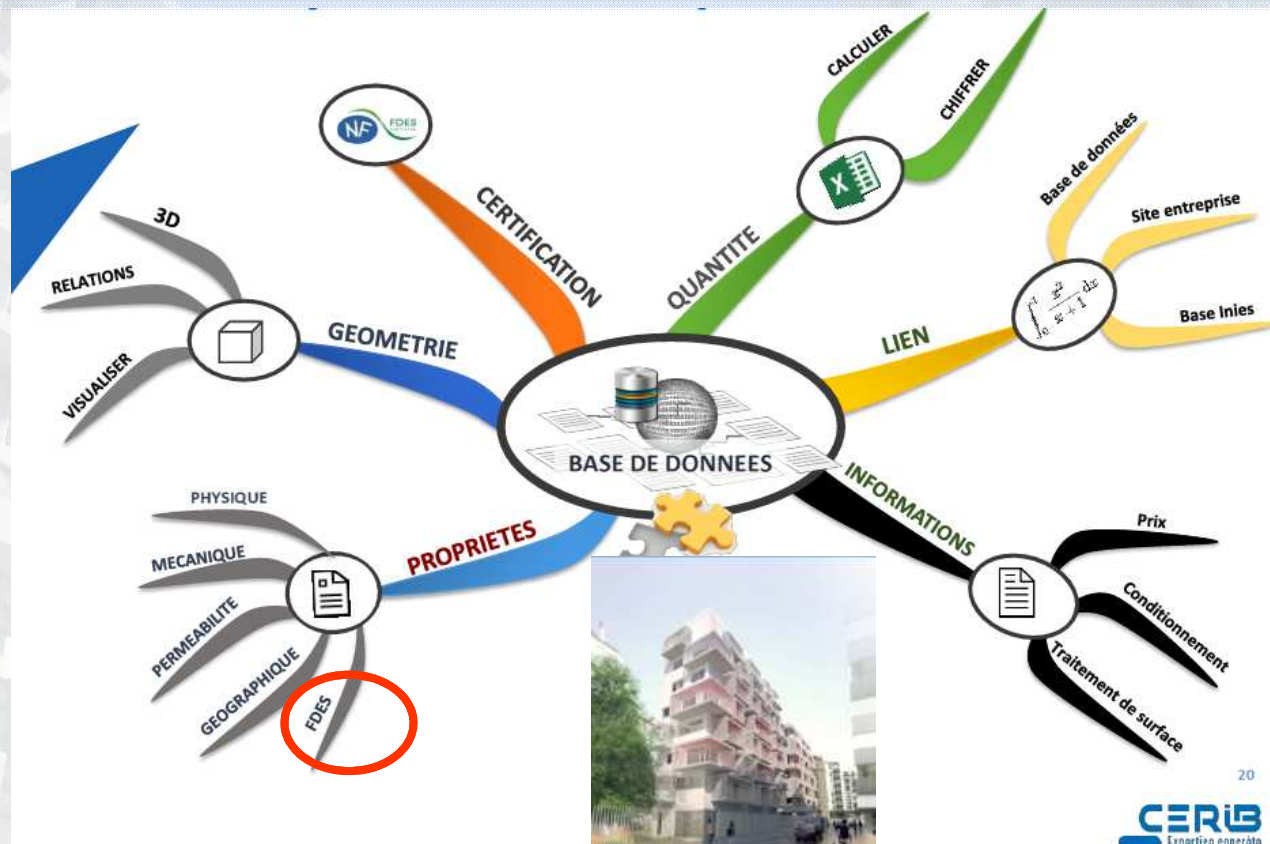 CALCULER
CHIFFRER
NF
FDES
CERTIFICATION
QUANTITE
Base de données
Site entreprise
Base Inies
LIEN
3D
RELATIONS
VISUALISER
GEOMETRIE
BASE DE DONNEES
INFORMATIONS
Prix
Conditionnement
Traitement de surface
PROPRIETES
PHYSIQUE
MECANIQUE
PERMEABILITE
GEOGRAPHIQUE
FDES
20
CERIB